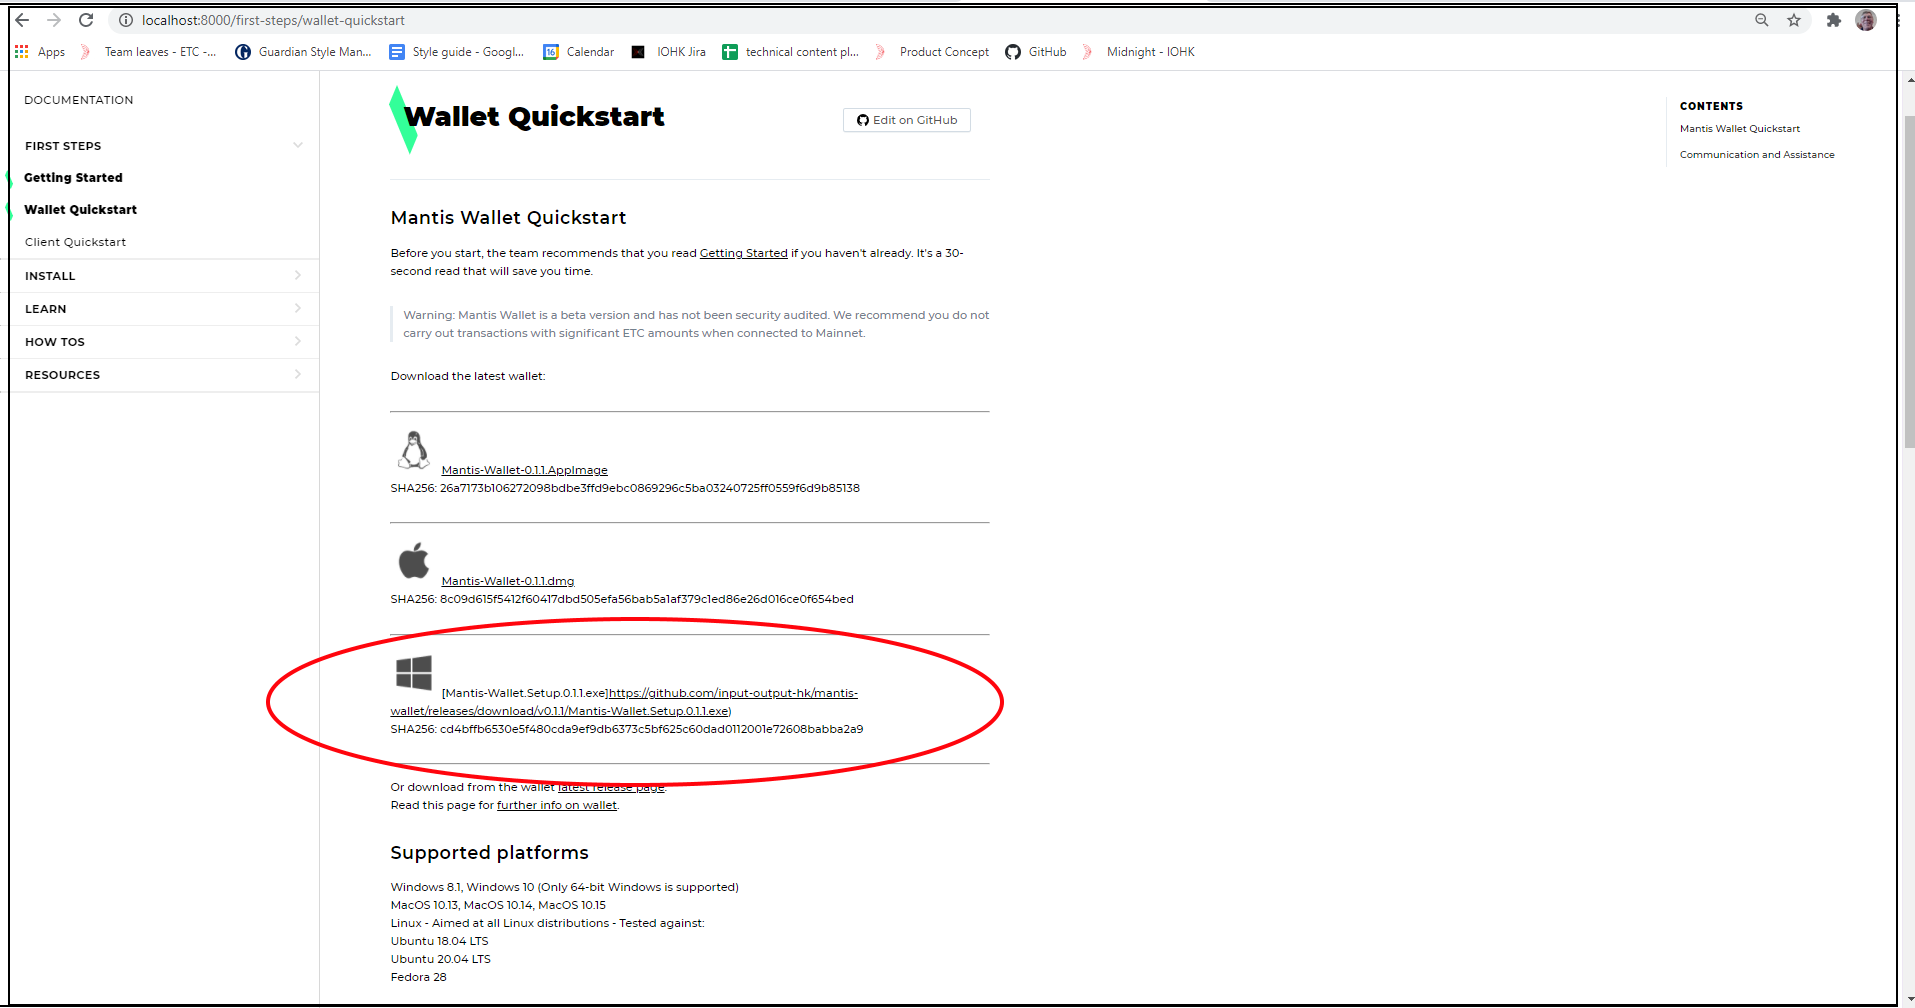 localhost:8000/first-steps/wallet-quickstart
Apps
Team leaves - ETC -...
Guardian Style Man...
Style guide - Googl...
16
Calendar
IOHK Jira
technical content pl...
Product Concept
GitHub
Midnight - IOHK
DOCUMENTATION
FIRST STEPS
Getting Started
Wallet Quickstart
Client Quickstart
INSTALL
LEARN
HOW TOS
RESOURCES
Wallet Quickstart
Edit on GitHub
Mantis Wallet Quickstart
Before you start, the team recommends that you read Getting Started if you haven't already. It's a 30-
second read that will save you time.
Warning: Mantis Wallet is a beta version and has not been security audited. We recommend you do not
carry out transactions with significant ETC amounts when connected to Mainnet.
Download the latest wallet:
Mantis-Wallet-0.1.1.AppImage
SHA256: 26a7173b106272098bdbe3ffd9ebc0869296c5ba03240725ff0559f6d9b85138
Mantis-Wallet-0.1.1.dmg
SHA256: 8c09d615f5412f60417dbd505efa56bab5a1af379c1ed86e26d016ce0f654bed
[Mantis-Wallet.Setup.0.1.1.exe]https://github.com/input-output-hk/mantis-
wallet/releases/download/v0.1.1/Mantis-Wallet.Setup.0.1.1.exe)
SHA256: cd4bffb6530e5f480cda9ef9db6373c5bf625c60dad0112001e72608babba2a9
Or download from the wallet latest release page.
Read this page for further info on wallet.
Supported platforms
Windows 8.1, Windows 10 (Only 64-bit Windows is supported)
MacOS 10.13, MacOS 10.14, MacOS 10.15
Linux - Aimed at all Linux distributions - Tested against:
Ubuntu 18.04 LTS
Ubuntu 20.04 LTS
Fedora 28
CONTENTS
Mantis Wallet Quickstart
Communication and Assistance